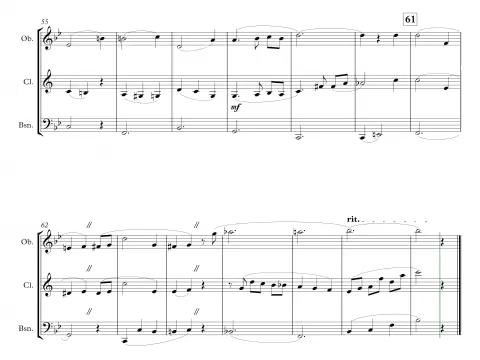 55
61
Ob.
Cl.
mf
Bsn.
62
rit.
Ob.
Cl.
Bsn.